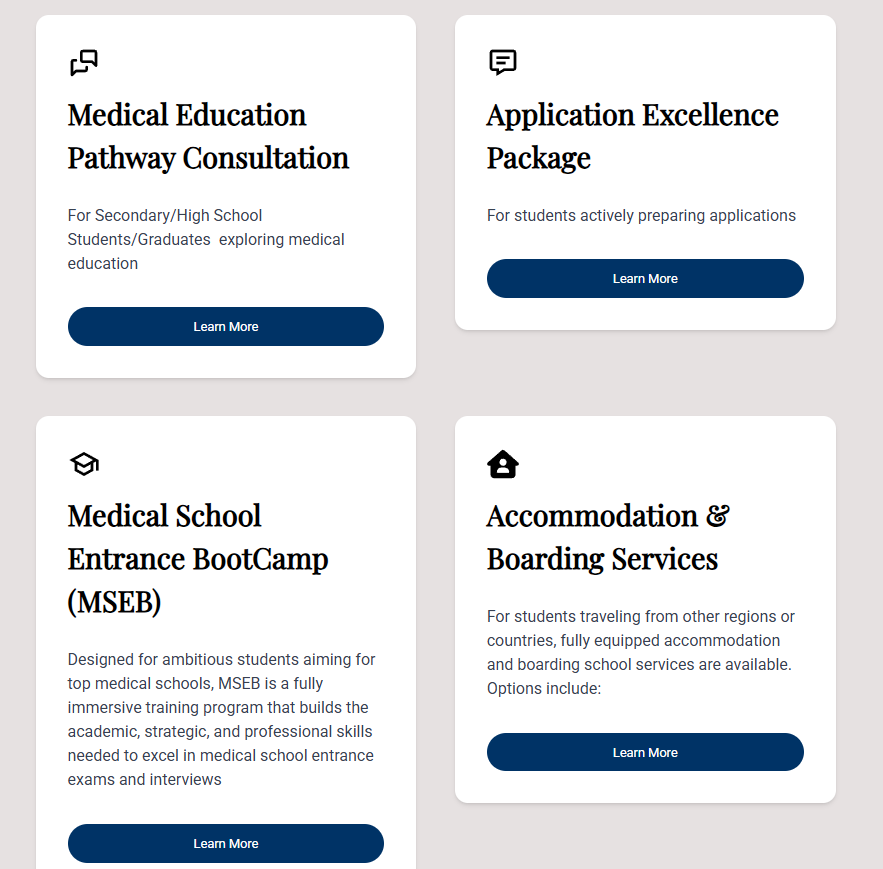 Medical Education
Pathway Consultation
For Secondary/High School
Students/Graduates  exploring medical
education
Learn More
Application Excellence
Package
For students actively preparing applications
Learn More
Medical School
Entrance BootCamp
(MSEB)
Designed for ambitious students aiming for
top medical schools, MSEB is a fully
immersive training program that builds the
academic, strategic, and professional skills
needed to excel in medical school entrance
exams and interviews
Learn More
Accommodation &
Boarding Services
For students traveling from other regions or
countries, fully equipped accommodation
and boarding school services are available.
Options include:
Learn More